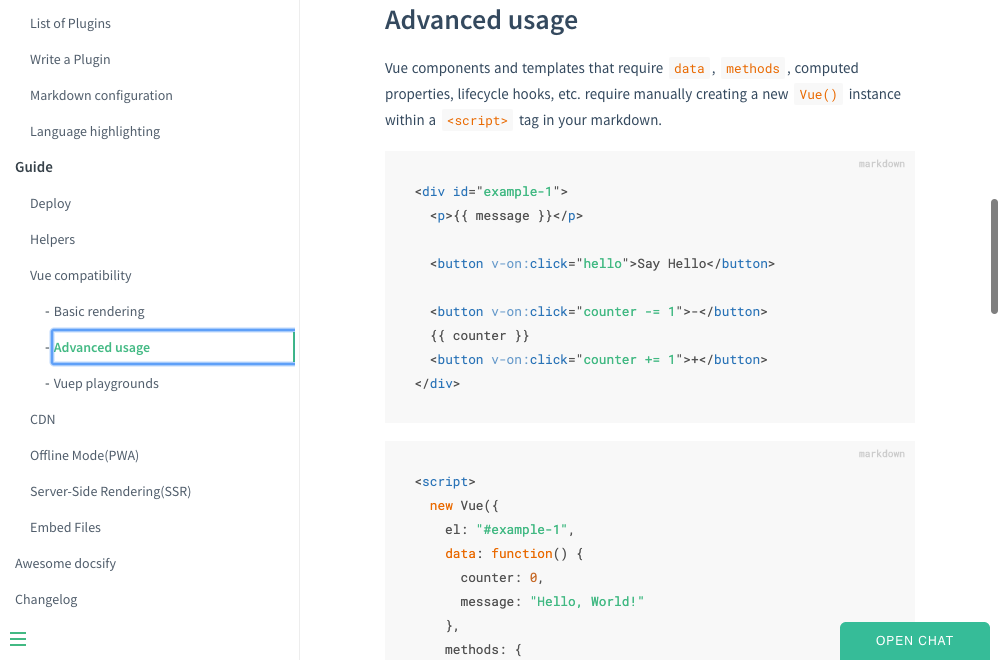 List of Plugins
Write a Plugin
Markdown configuration
Language highlighting
Guide
Deploy
Helpers
Vue compatibility
- Basic rendering
- Advanced usage
- Vuep playgrounds
CDN
Offline Mode(PWA)
Server-Side Rendering(SSR)
Embed Files
Awesome docsify
Changelog
Advanced usage
Vue components and templates that require data , methods , computed
properties, lifecycle hooks, etc. require manually creating a new Vue() instance
within a <script> tag in your markdown.
markdown
<div id="example-1">
<p>{{ message }}</p>
<button v-on:click="hello">Say Hello</button>
<button v-on:click="counter -= 1">-</button>
{{ counter }}
<button v-on:click="counter += 1">+</button>
</div>
markdown
<script>
new Vue({
el: "#example-1",
data: function() {
counter: 0,
message: "Hello, World!"
},
methods: {
OPEN CHAT